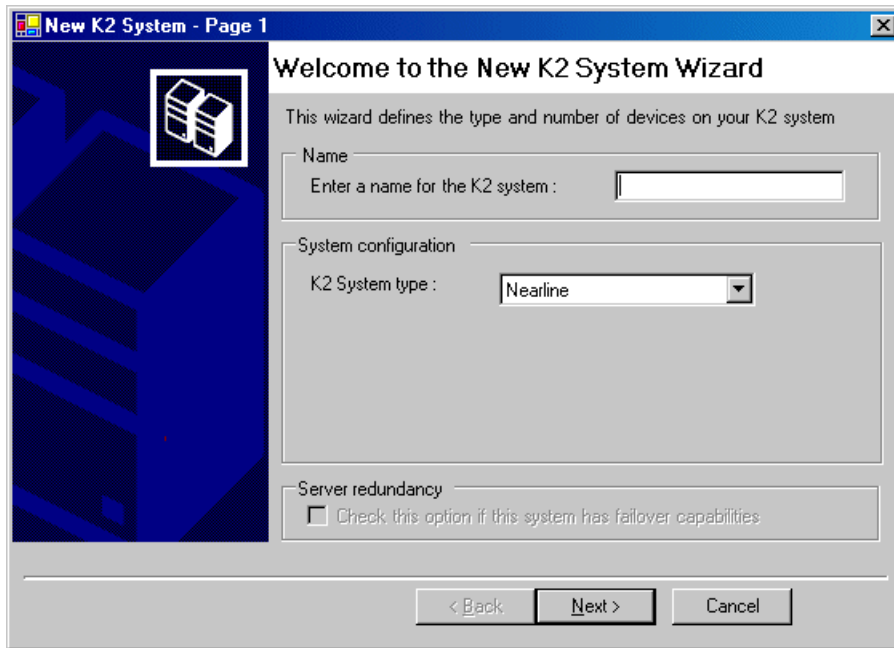 New K2 System - Page 1
Welcome to the New K2 System Wizard
This wizard defines the type and number of devices on your K2 system
Name
Enter a name for the K2 system :
System configuration
K2 System type :
Nearline
Server redundancy
Check this option if this system has failover capabilities
< Back
Next >
Cancel